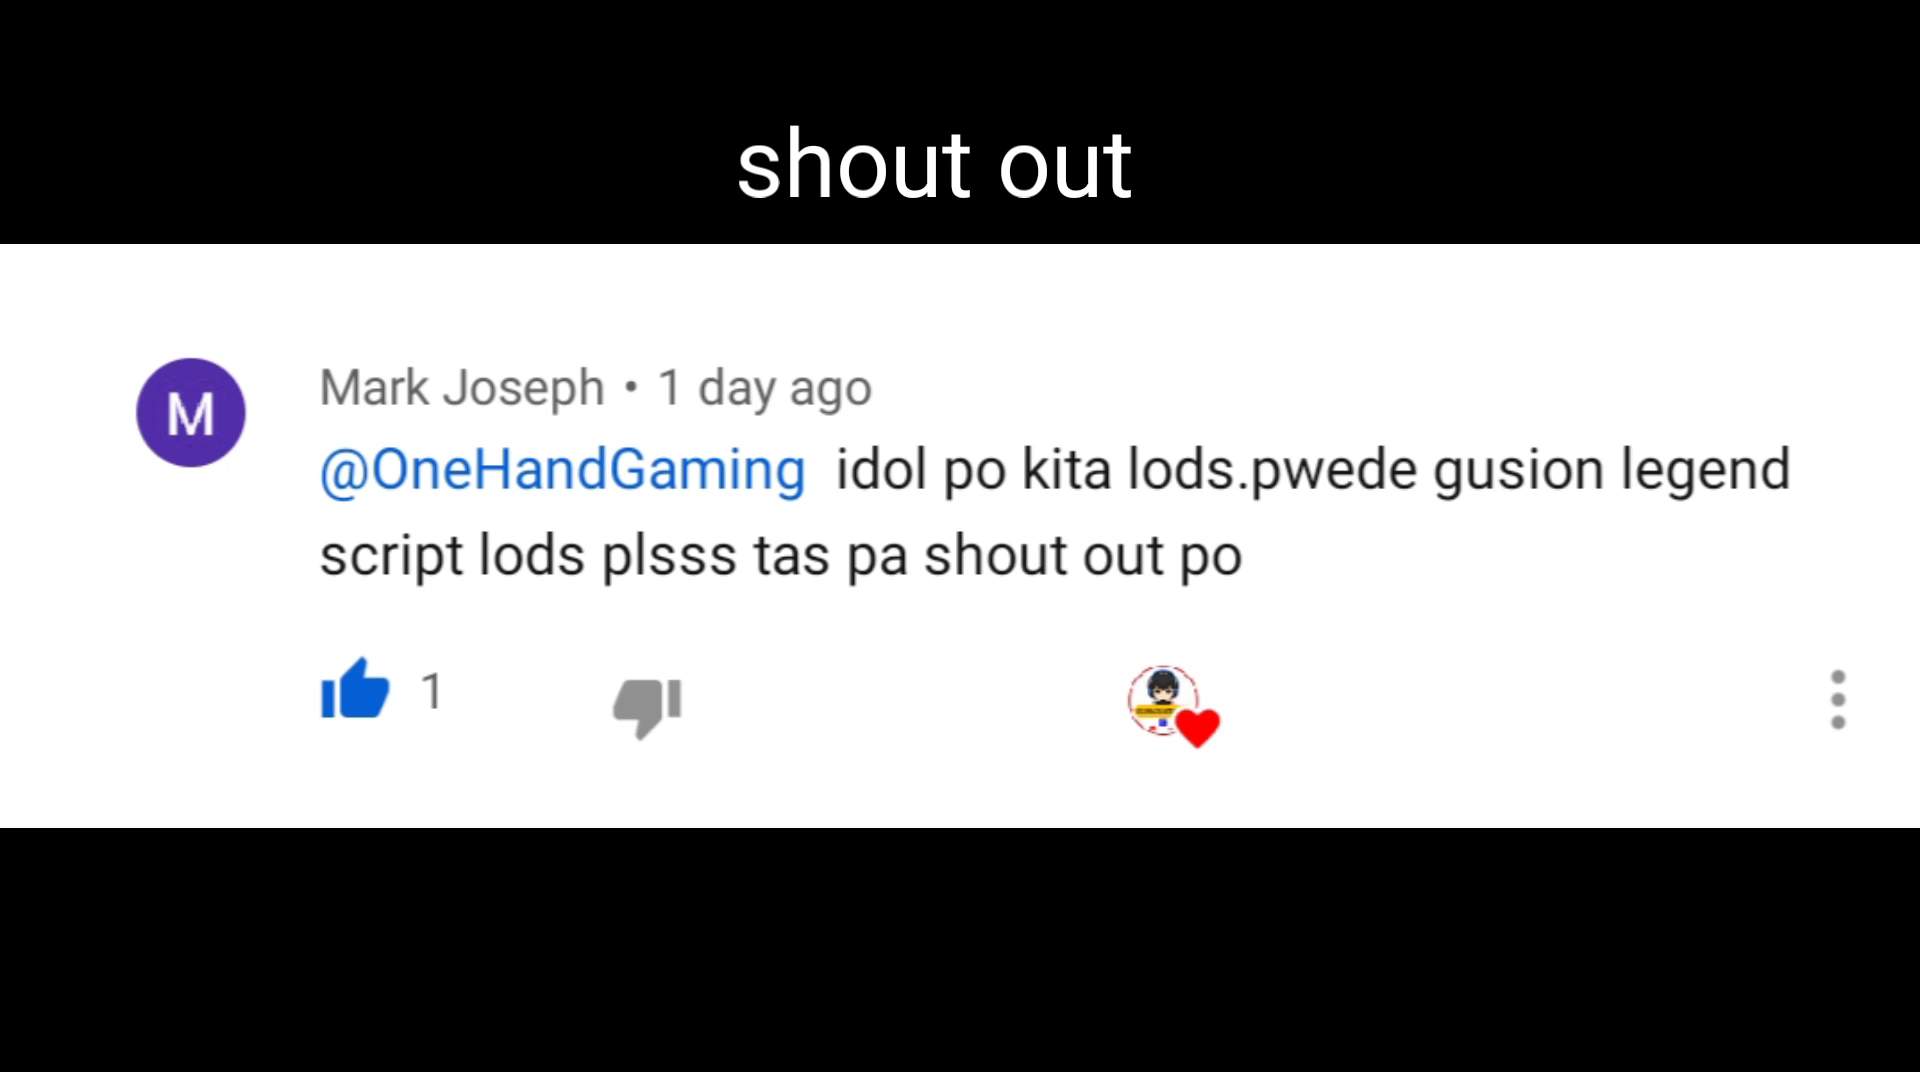 shout out
M
Mark Joseph • 1 day ago
@OneHandGaming idol po kita lods.pwede gusion legend
script lods plsss tas pa shout out po
1